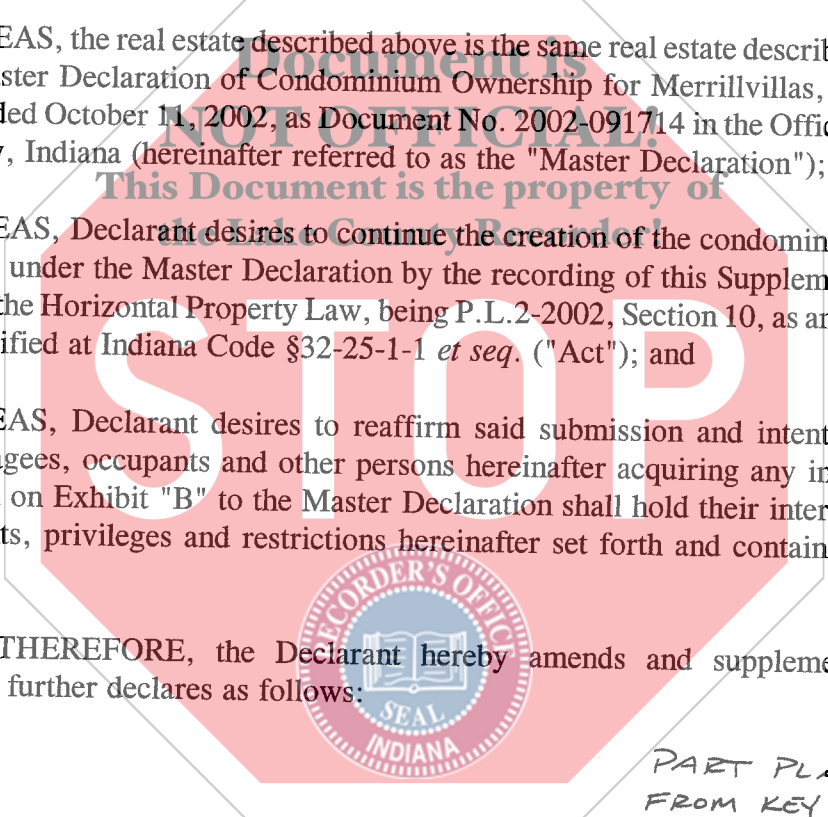 EAS, the real estate described above is the same real estate describ
ster Declaration of Condominium Ownership for Merrillvillas,
ded October 11, 2002, as Document No. 2002-091714 in the Offic
, Indiana (hereinafter referred to as the "Master Declaration");
Document is
NOT OFFICIAL!
This Document is the property of
the Lake County Recorder!
EAS, Declarant desires to continue the creation of the condomin
under the Master Declaration by the recording of this Supplem
the Horizontal Property Law, being P.L.2-2002, Section 10, as an
ified at Indiana Code §32-25-1-1 et seq. ("Act"); and
STOP
EAS, Declarant desires to reaffirm said submission and intent
gees, occupants and other persons hereinafter acquiring any in
on Exhibit "B" to the Master Declaration shall hold their inter
ts, privileges and restrictions hereinafter set forth and contain
THEREFORE, the Declarant hereby amends and suppleme
further declares as follows:
RECORDER'S OFFICE
SEAL
INDIANA
PART PLA
FROM KEY